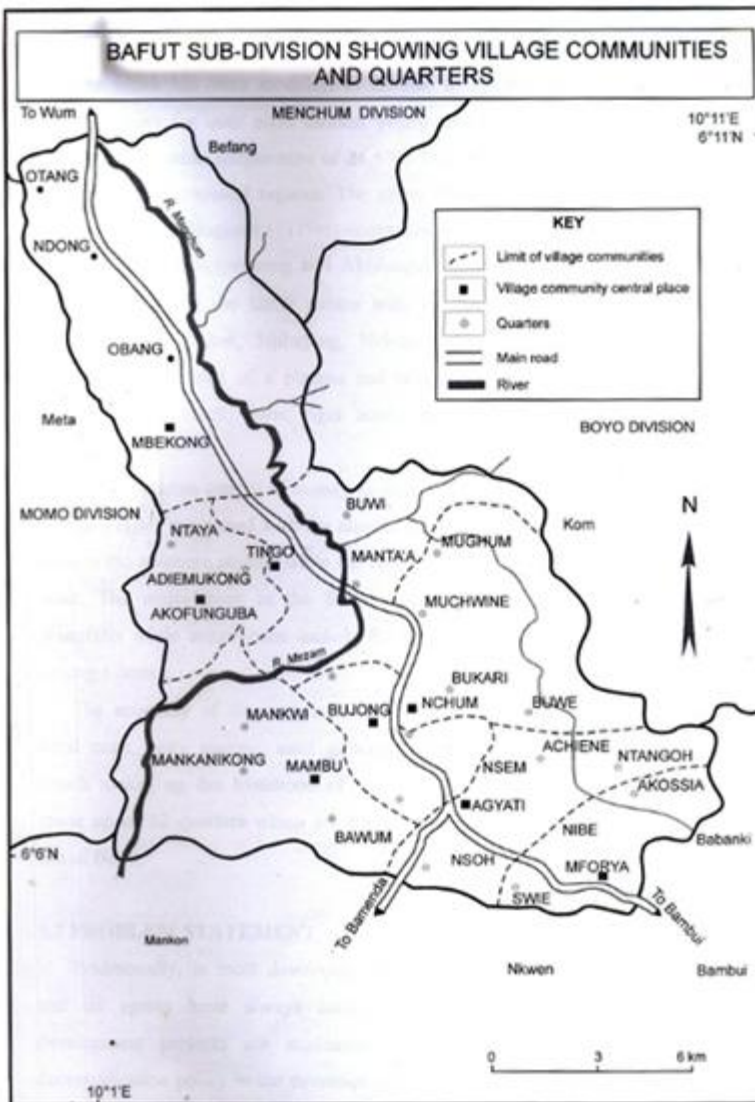 BAFUT SUB-DIVISION SHOWING VILLAGE COMMUNITIES
AND QUARTERS
To Wum
MENCHUM DIVISION
10°11'E
6°11'N
Befang
OTANG
R. Menchum
KEY
Limit of village communities
Village community central place
Quarters
Main road
River
NDONG
OBANG
Meta
MBEKONG
BOYO DIVISION
MOMO DIVISION
BUWI
Kom
N
NTAYA
TINGO
MANTA'A
MUGHUM
ADIEMUKONG
AKOFUNGUBA
MUCHWINE
R. Mezam
BUKARI
MANKWI
BUJONG
NCHUM
BUWE
MANKANIKONG
MAMBU
NSEM
ACHIENE
NTANGOH
AKOSSIA
AGYATI
BAWUM
NIBE
Babanki
6°6'N
NSOH
MFORYA
SWIE
To Bamenda
To Bambui
Mankon
Nkwen
Bambui
PROBLEM STATEMENT
0 3 6 km
10°1'E